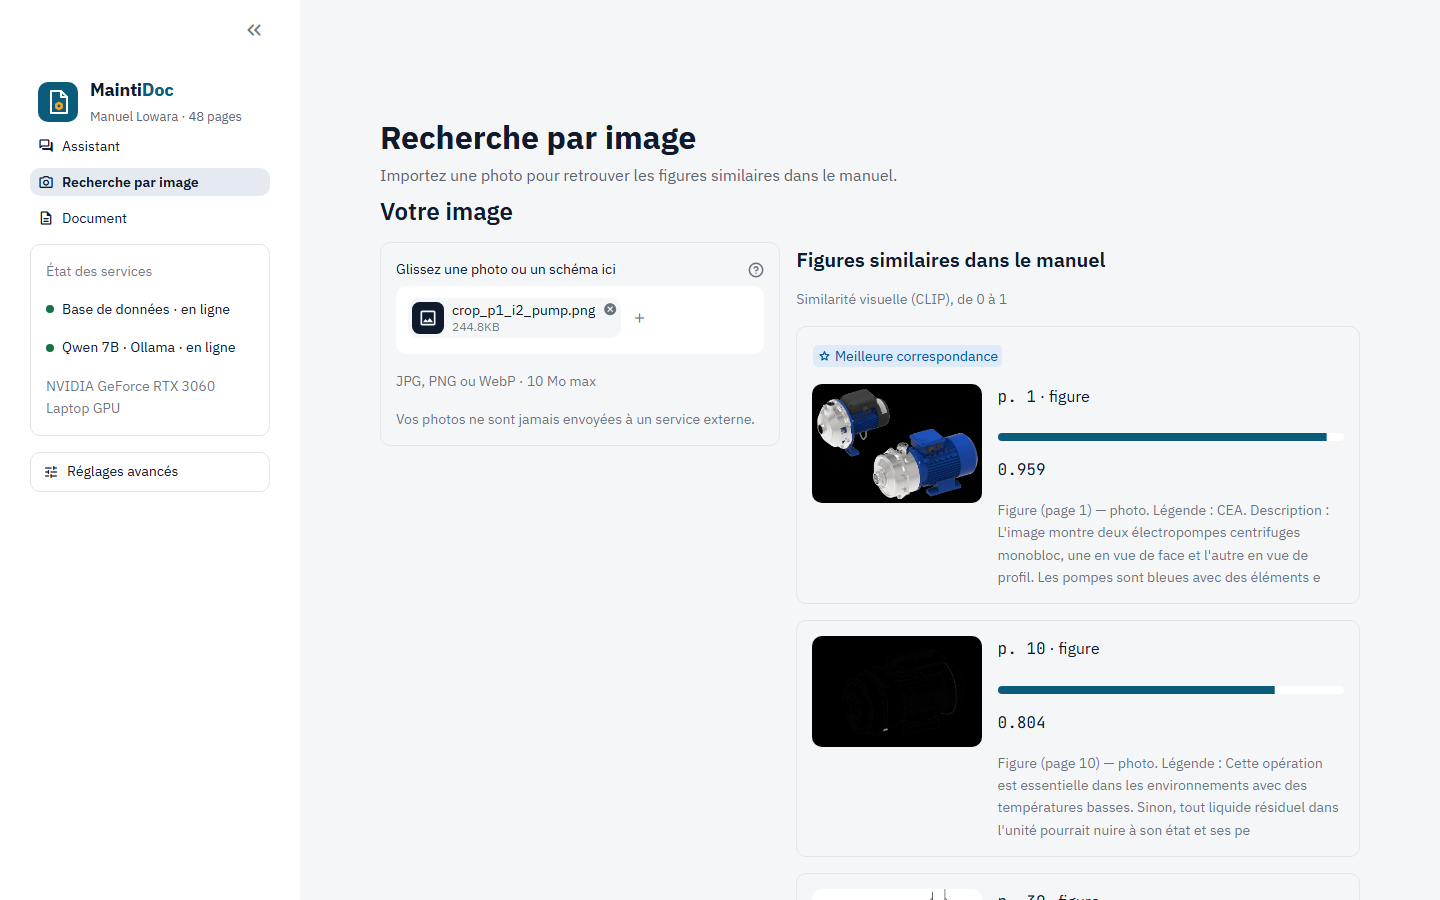 MaintiDoc
Manuel Lowara · 48 pages
Assistant
Recherche par image
Document
État des services
Base de données · en ligne
Qwen 7B · Ollama · en ligne
NVIDIA GeForce RTX 3060
Laptop GPU
Réglages avancés
Recherche par image
Importez une photo pour retrouver les figures similaires dans le manuel.
Votre image
Glissez une photo ou un schéma ici
crop_p1_i2_pump.png
244.8KB
JPG, PNG ou WebP · 10 Mo max
Vos photos ne sont jamais envoyées à un service externe.
Figures similaires dans le manuel
Similarité visuelle (CLIP), de 0 à 1
Meilleure correspondance
p. 1 · figure
0.959
Figure (page 1) — photo. Légende : CEA. Description :
L'image montre deux électropompes centrifuges
monobloc, une en vue de face et l'autre en vue de
profil. Les pompes sont bleues avec des éléments e
p. 10 · figure
0.804
Figure (page 10) — photo. Légende : Cette opération
est essentielle dans les environnements avec des
températures basses. Sinon, tout liquide résiduel dans
l'unité pourrait nuire à son état et ses pe